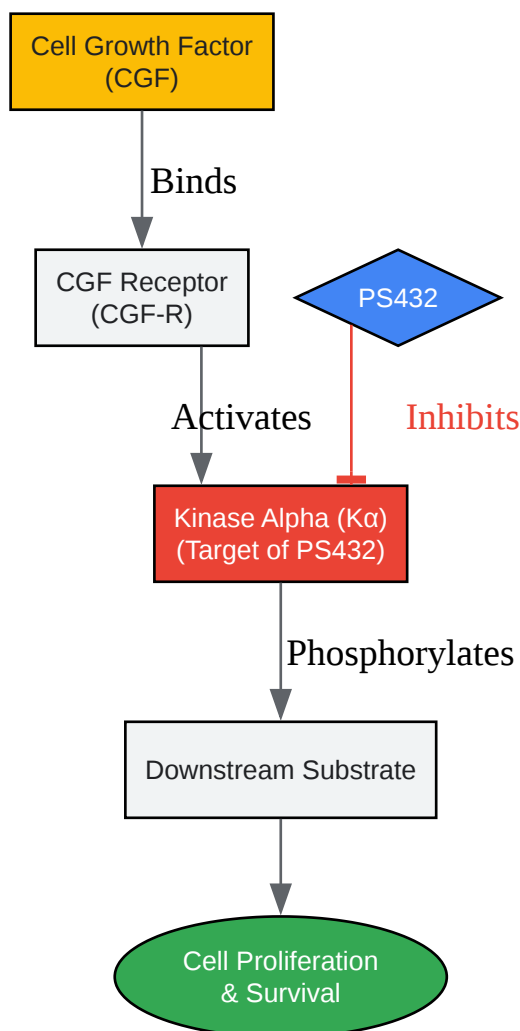 Cell Growth Factor
(CGF)
Binds
CGF Receptor
(CGF-R)
PS432
Activates
Inhibits
Kinase Alpha (Kα)
(Target of PS432)
Phosphorylates
Downstream Substrate
Cell Proliferation
& Survival